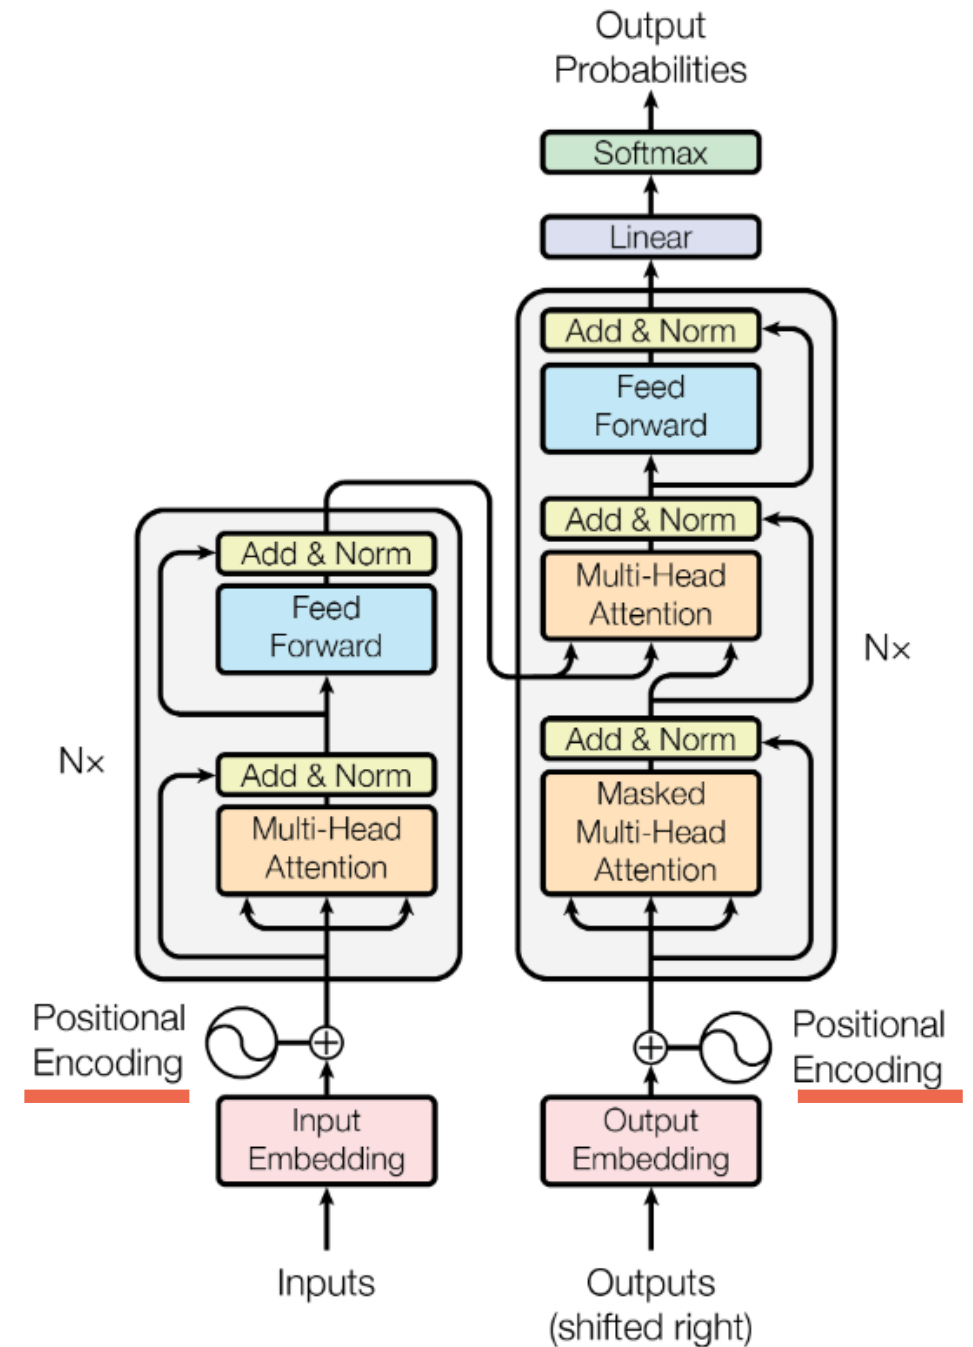 Output
Probabilities
Softmax
Linear
Add & Norm
Feed
Forward
Add & Norm
Multi-Head
Attention
Nx
Add & Norm
Masked
Multi-Head
Attention
Add & Norm
Feed
Forward
Nx
Add & Norm
Multi-Head
Attention
Positional
Encoding
Positional
Encoding
Input
Embedding
Output
Embedding
Inputs
Outputs
(shifted right)